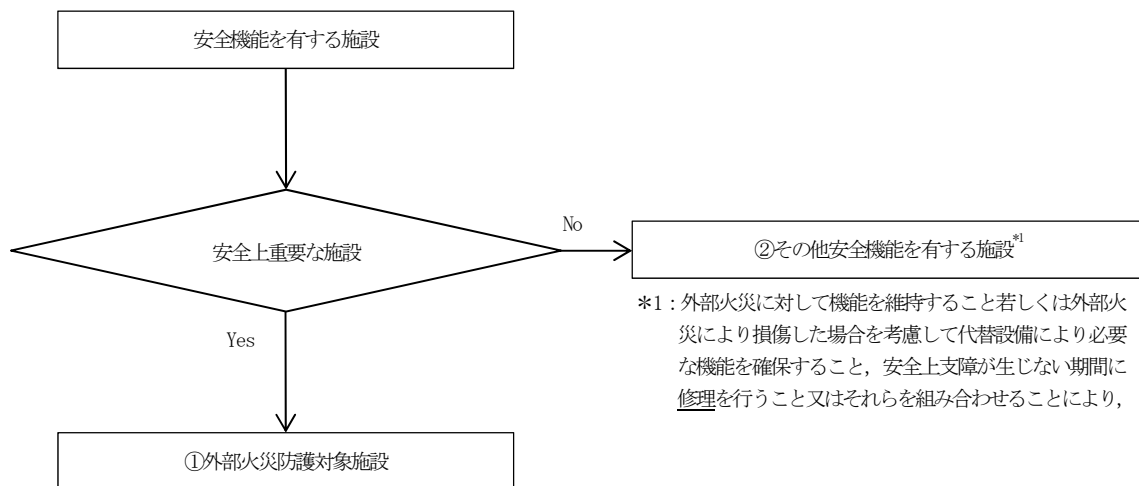 安全機能を有する施設
安全上重要な施設
No
②その他安全機能を有する施設*1
*1：外部火災に対して機能を維持すること若しくは外部火
災により損傷した場合を考慮して代替設備により必要
な機能を確保すること，安全上支障が生じない期間に
修理を行うこと又はそれらを組み合わせることにより，
Yes
①外部火災防護対象施設